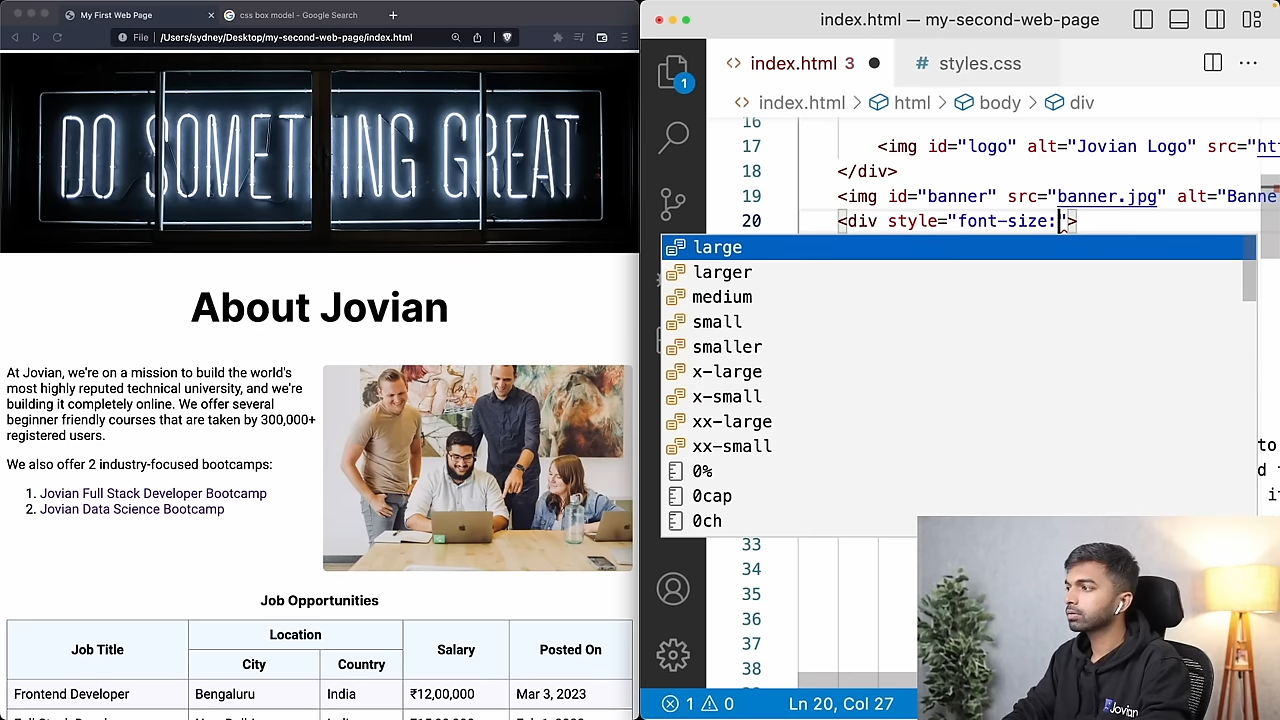 My First Web Page
css box model - Google Search
File
/Users/sydney/Desktop/my-second-web-page/index.html
DO SOMETHING GREAT
About Jovian
At Jovian, we're on a mission to build the world's
most highly reputed technical university, and we're
building it completely online. We offer several
beginner friendly courses that are taken by 300,000+
registered users.
We also offer 2 industry-focused bootcamps:
1. Jovian Full Stack Developer Bootcamp
2. Jovian Data Science Bootcamp
Job Opportunities
Job Title
Location
Salary
Posted On
City
Country
Frontend Developer
Bengaluru
India
₹12,00,000
Mar 3, 2023
index.html — my-second-web-page
1
<> index.html 3
# styles.css
<> index.html > html > body > div
16
17 <img id="logo" alt="Jovian Logo" src="ht
18 </div>
19 <img id="banner" src="banner.jpg" alt="Banne
20 <div style="font-size:">
large
larger
medium
small
smaller
x-large
x-small
xx-large
xx-small
0%
0cap
0ch
to
33
34
35
36
37
38
1 0
Ln 20, Col 27
Jovian